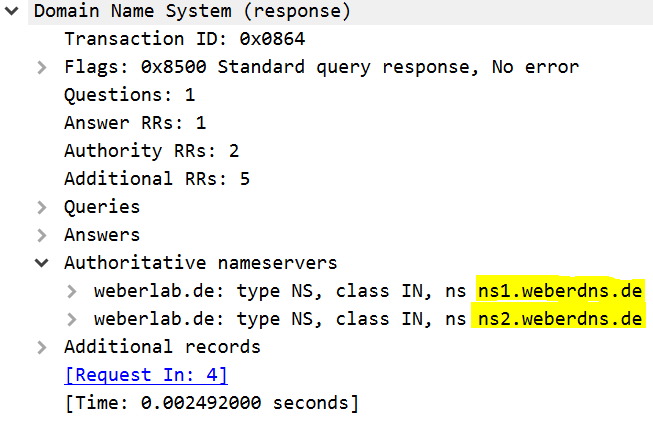 Domain Name System (response)
Transaction ID: 0x0864
Flags: 0x8500 Standard query response, No error
Questions: 1
Answer RRs: 1
Authority RRs: 2
Additional RRs: 5
Queries
Answers
Authoritative nameservers
weberlab.de: type NS, class IN, ns ns1.weberdns.de
weberlab.de: type NS, class IN, ns ns2.weberdns.de
Additional records
[Request In: 4]
[Time: 0.002492000 seconds]